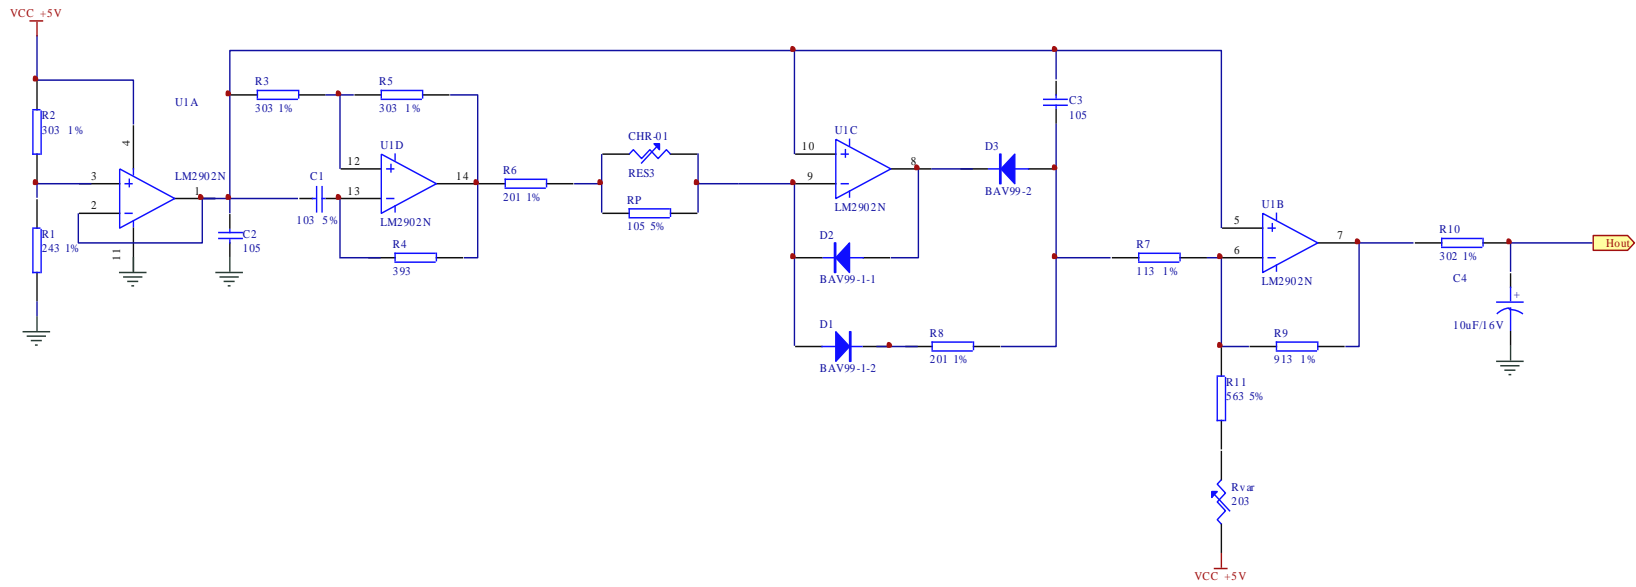 VCC +5V
R2
303 1%
R1
243 1%
U1A
4
3
2
11
LM2902N
1
C2
105
R3
303 1%
R5
303 1%
C1
103 5%
U1D
12
13
14
LM2902N
R4
393
R6
201 1%
CHR-01
RES3
RP
105 5%
U1C
10
9
8
LM2902N
D2
BAV99-1-1
D1
BAV99-1-2
D3
BAV99-2
C3
105
R8
201 1%
R7
113 1%
U1B
5
6
7
LM2902N
R9
913 1%
R11
563 5%
Rvar
203
VCC +5V
R10
302 1%
C4
+
10uF/16V
Hout